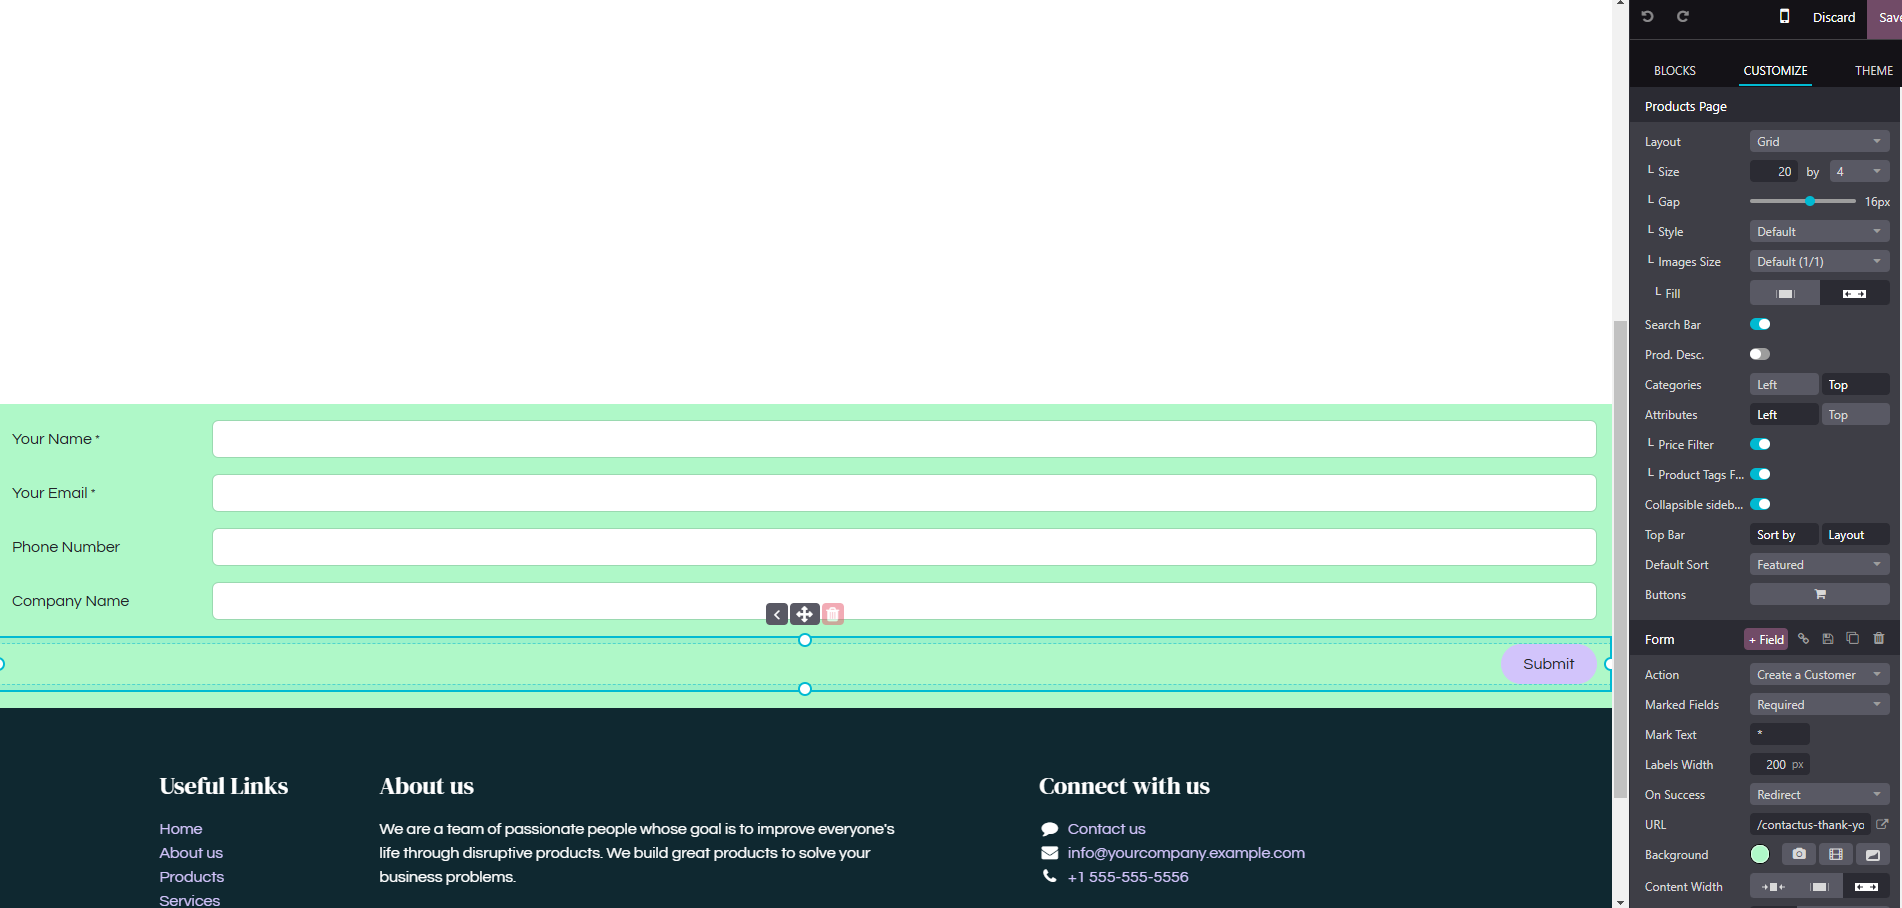 Discard
Save
BLOCKS
CUSTOMIZE
THEME
Products Page
Layout
Grid
Size
20 by 4
Gap
16px
Style
Default
Images Size
Default (1/1)
Fill
Search Bar
Prod. Desc.
Categories
Left
Top
Attributes
Left
Top
Price Filter
Product Tags F...
Collapsible sideb...
Top Bar
Sort by
Layout
Default Sort
Featured
Buttons
Form
+ Field
Action
Create a Customer
Marked Fields
Required
Mark Text
*
Labels Width
200 px
On Success
Redirect
URL
/contactus-thank-yo
Background
Content Width
Your Name *
Your Email *
Phone Number
Company Name
Submit
Useful Links
Home
About us
Products
Services
About us
We are a team of passionate people whose goal is to improve everyone's
life through disruptive products. We build great products to solve your
business problems.
Connect with us
Contact us
info@yourcompany.example.com
+1 555-555-5556